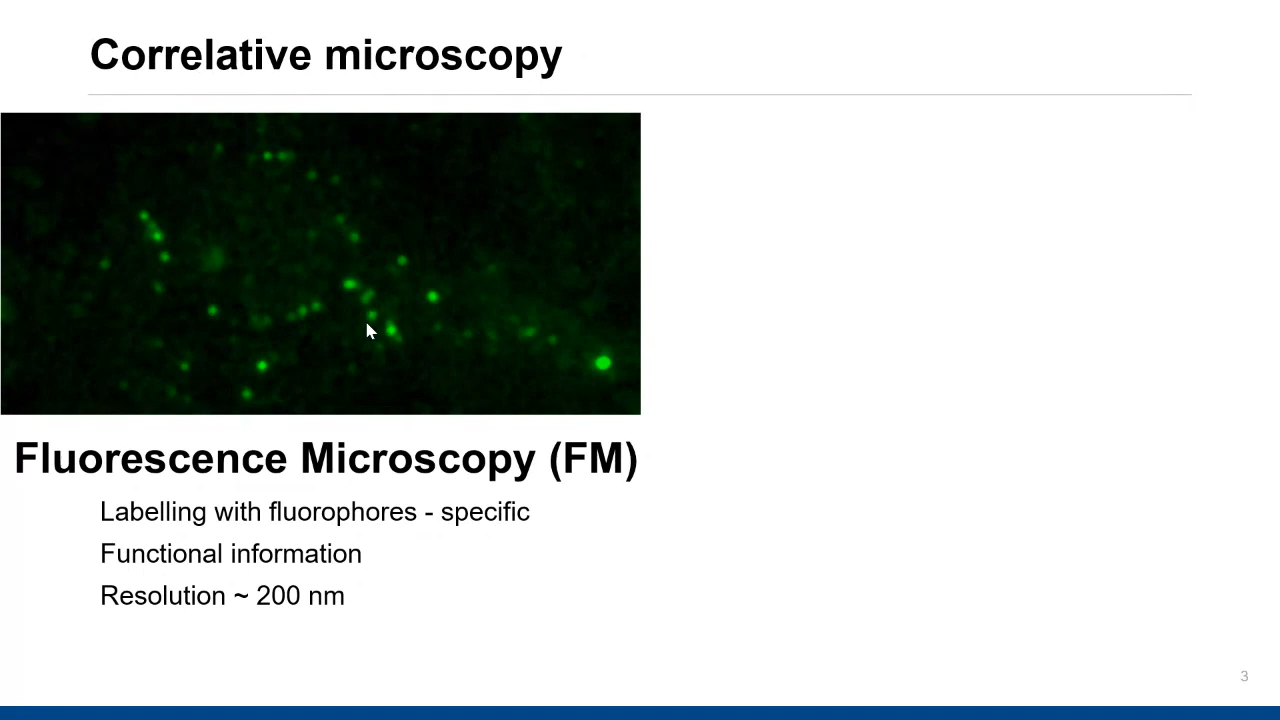 Correlative microscopy
Fluorescence Microscopy (FM)
Labelling with fluorophores - specific
Functional information
Resolution ~ 200 nm
3